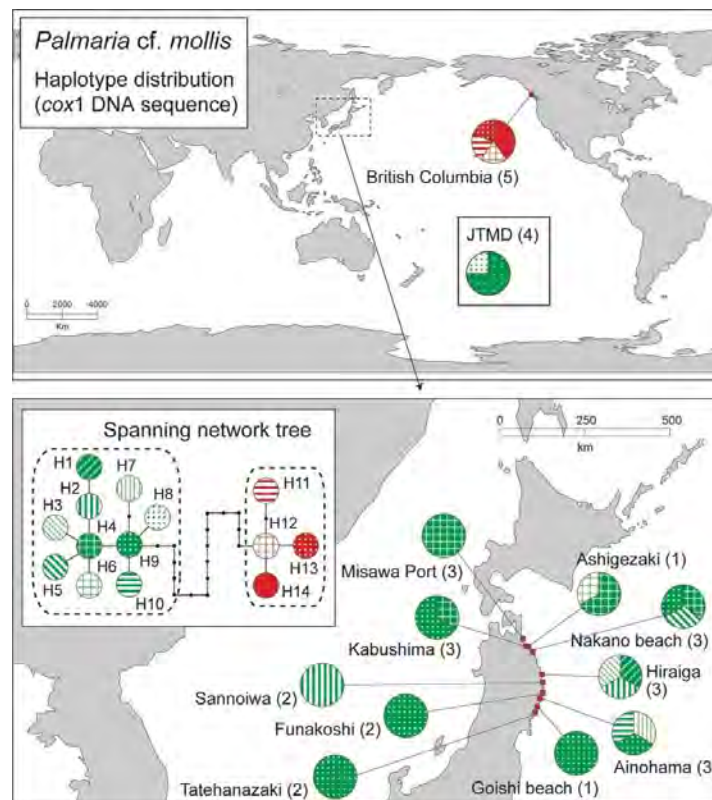 Palmaria cf. mollis
Haplotype distribution
(cox1 DNA sequence)
British Columbia (5)
JTMD (4)
0 2000 4000
Km
Spanning network tree
H1
H2
H3
H4
H5
H6
H7
H8
H9
H10
H11
H12
H13
H14
0 250 500
km
Misawa Port (3)
Ashigezaki (1)
Kabushima (3)
Nakano beach (3)
Hiraiga
(3)
Sannoiwa (2)
Funakoshi (2)
Ainohama (3)
Tatehanazaki (2)
Goishi beach (1)